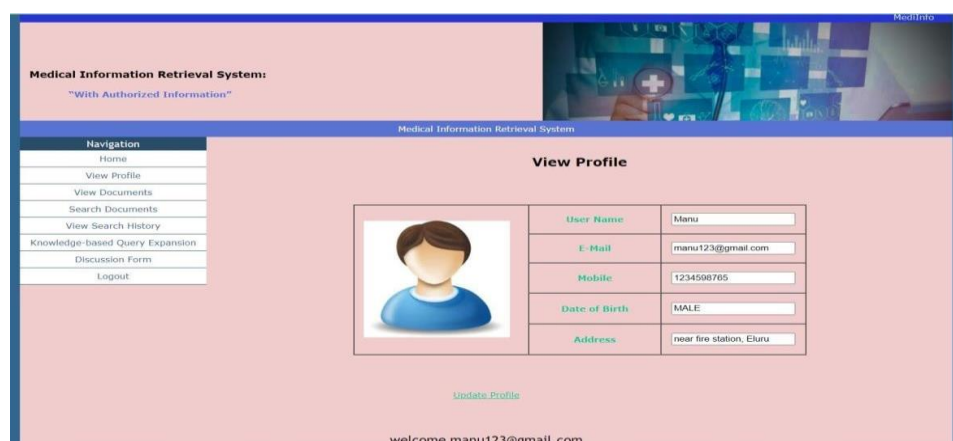 MediInfo
Medical Information Retrieval System:
"With Authorized Information"
Medical Information Retrieval System
Navigation
Home
View Profile
View Documents
Search Documents
View Search History
Knowledge-based Query Expansion
Discussion Form
Logout
View Profile
User Name Manu
E-Mail manu123@gmail.com
Mobile 1234598765
Date of Birth MALE
Address near fire station, Eluru
Update Profile
welcome manu123@gmail.com